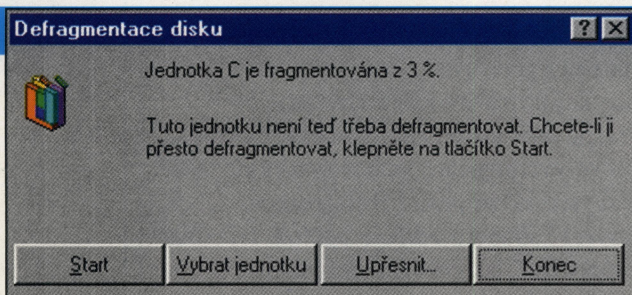 Defragmentace disku
Jednotka C je fragmentována z 3 %.
Tuto jednotku není teď třeba defragmentovat. Chcete-li ji
přesto defragmentovat, klepněte na tlačítko Start.
Start Vybrat jednotku Upřesnit... Konec